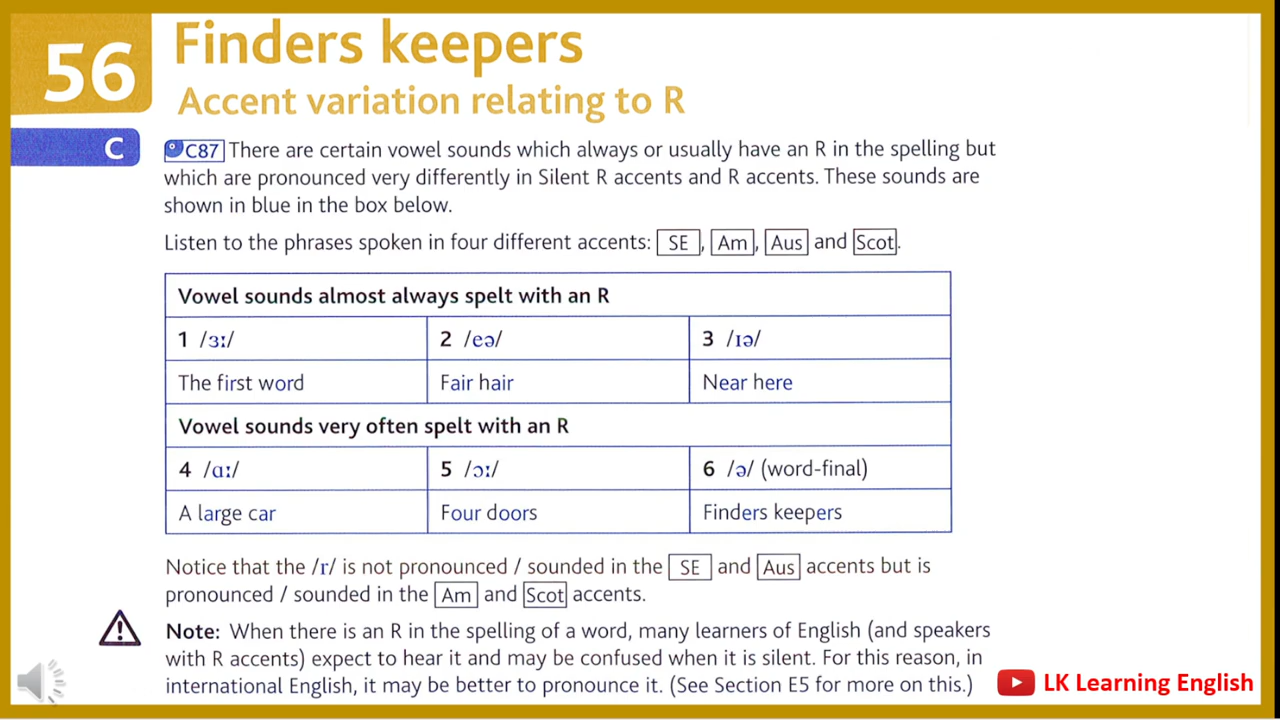 56
Finders keepers
Accent variation relating to R
C
C87 There are certain vowel sounds which always or usually have an R in the spelling but
which are pronounced very differently in Silent R accents and R accents. These sounds are
shown in blue in the box below.
Listen to the phrases spoken in four different accents: SE, Am, Aus and Scot.
Vowel sounds almost always spelt with an R
1 /ɜː/ 2 /eə/ 3 /ɪə/
The first word Fair hair Near here
Vowel sounds very often spelt with an R
4 /ɑː/ 5 /ɔː/ 6 /ə/ (word-final)
A large car Four doors Finders keepers
Notice that the /r/ is not pronounced / sounded in the SE and Aus accents but is
pronounced / sounded in the Am and Scot accents.
Note: When there is an R in the spelling of a word, many learners of English (and speakers
with R accents) expect to hear it and may be confused when it is silent. For this reason, in
international English, it may be better to pronounce it. (See Section E5 for more on this.)
LK Learning English